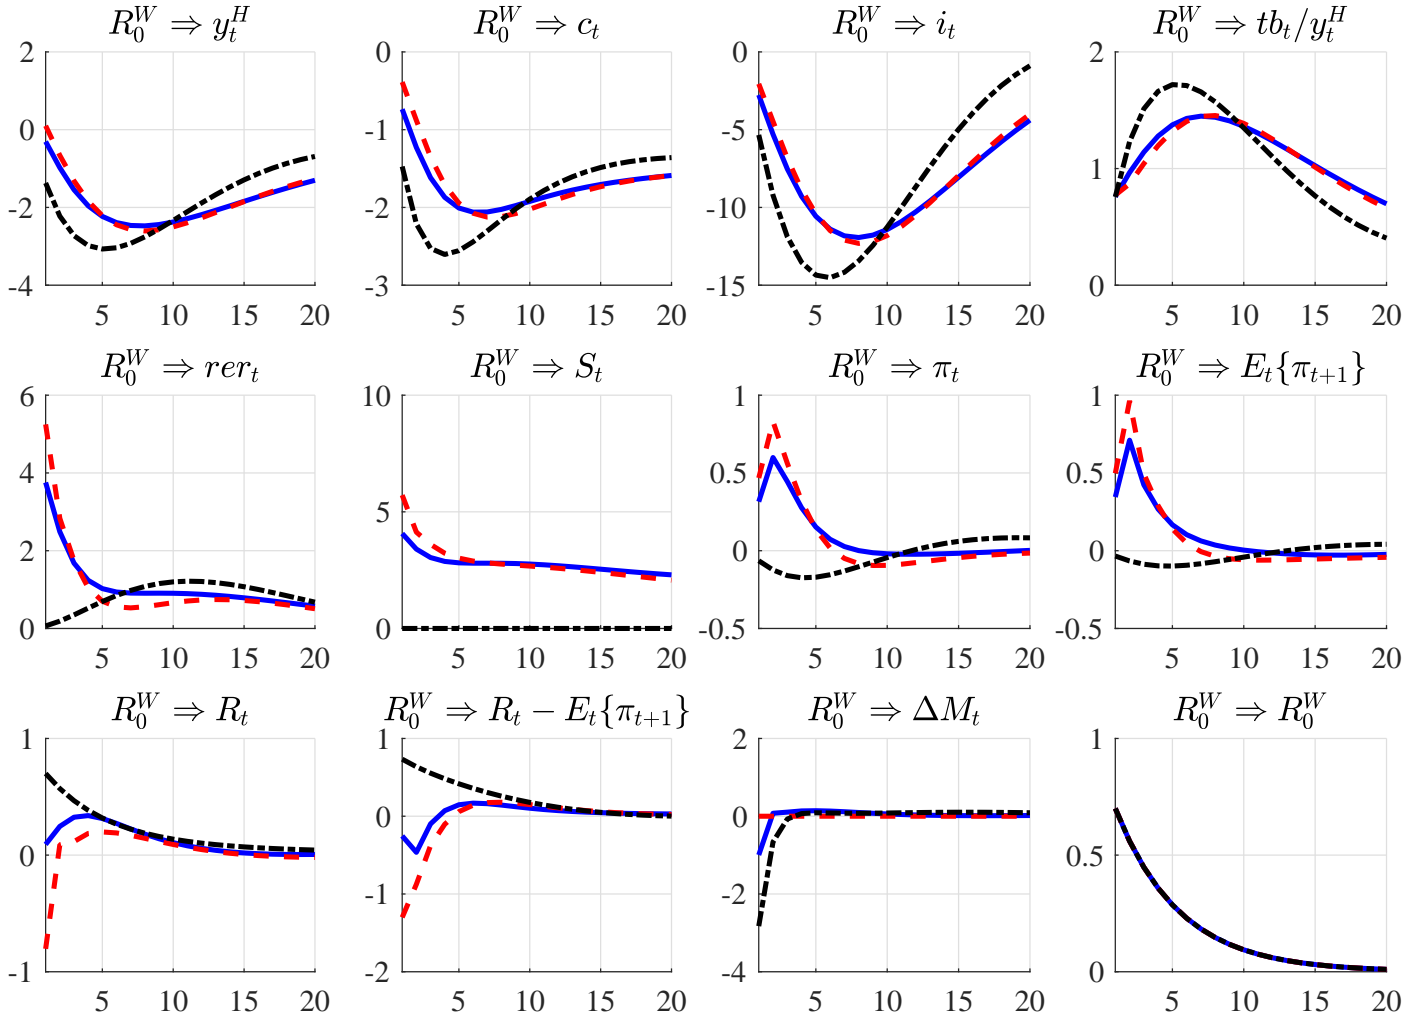 R_0^W ⇒ y_t^H
R_0^W ⇒ c_t
R_0^W ⇒ i_t
R_0^W ⇒ tb_t/y_t^H
2
0
-2
-4
5 10 15 20
0
-1
-2
-3
5 10 15 20
0
-5
-10
-15
5 10 15 20
2
1
0
5 10 15 20
R_0^W ⇒ rer_t
R_0^W ⇒ S_t
R_0^W ⇒ π_t
R_0^W ⇒ E_t{π_{t+1}}
6
4
2
0
5 10 15 20
10
5
0
5 10 15 20
1
0.5
0
-0.5
5 10 15 20
1
0.5
0
-0.5
5 10 15 20
R_0^W ⇒ R_t
R_0^W ⇒ R_t − E_t{π_{t+1}}
R_0^W ⇒ ΔM_t
R_0^W ⇒ R_0^W
1
0
-1
5 10 15 20
1
0
-1
-2
5 10 15 20
2
0
-2
-4
5 10 15 20
1
0.5
0
5 10 15 20